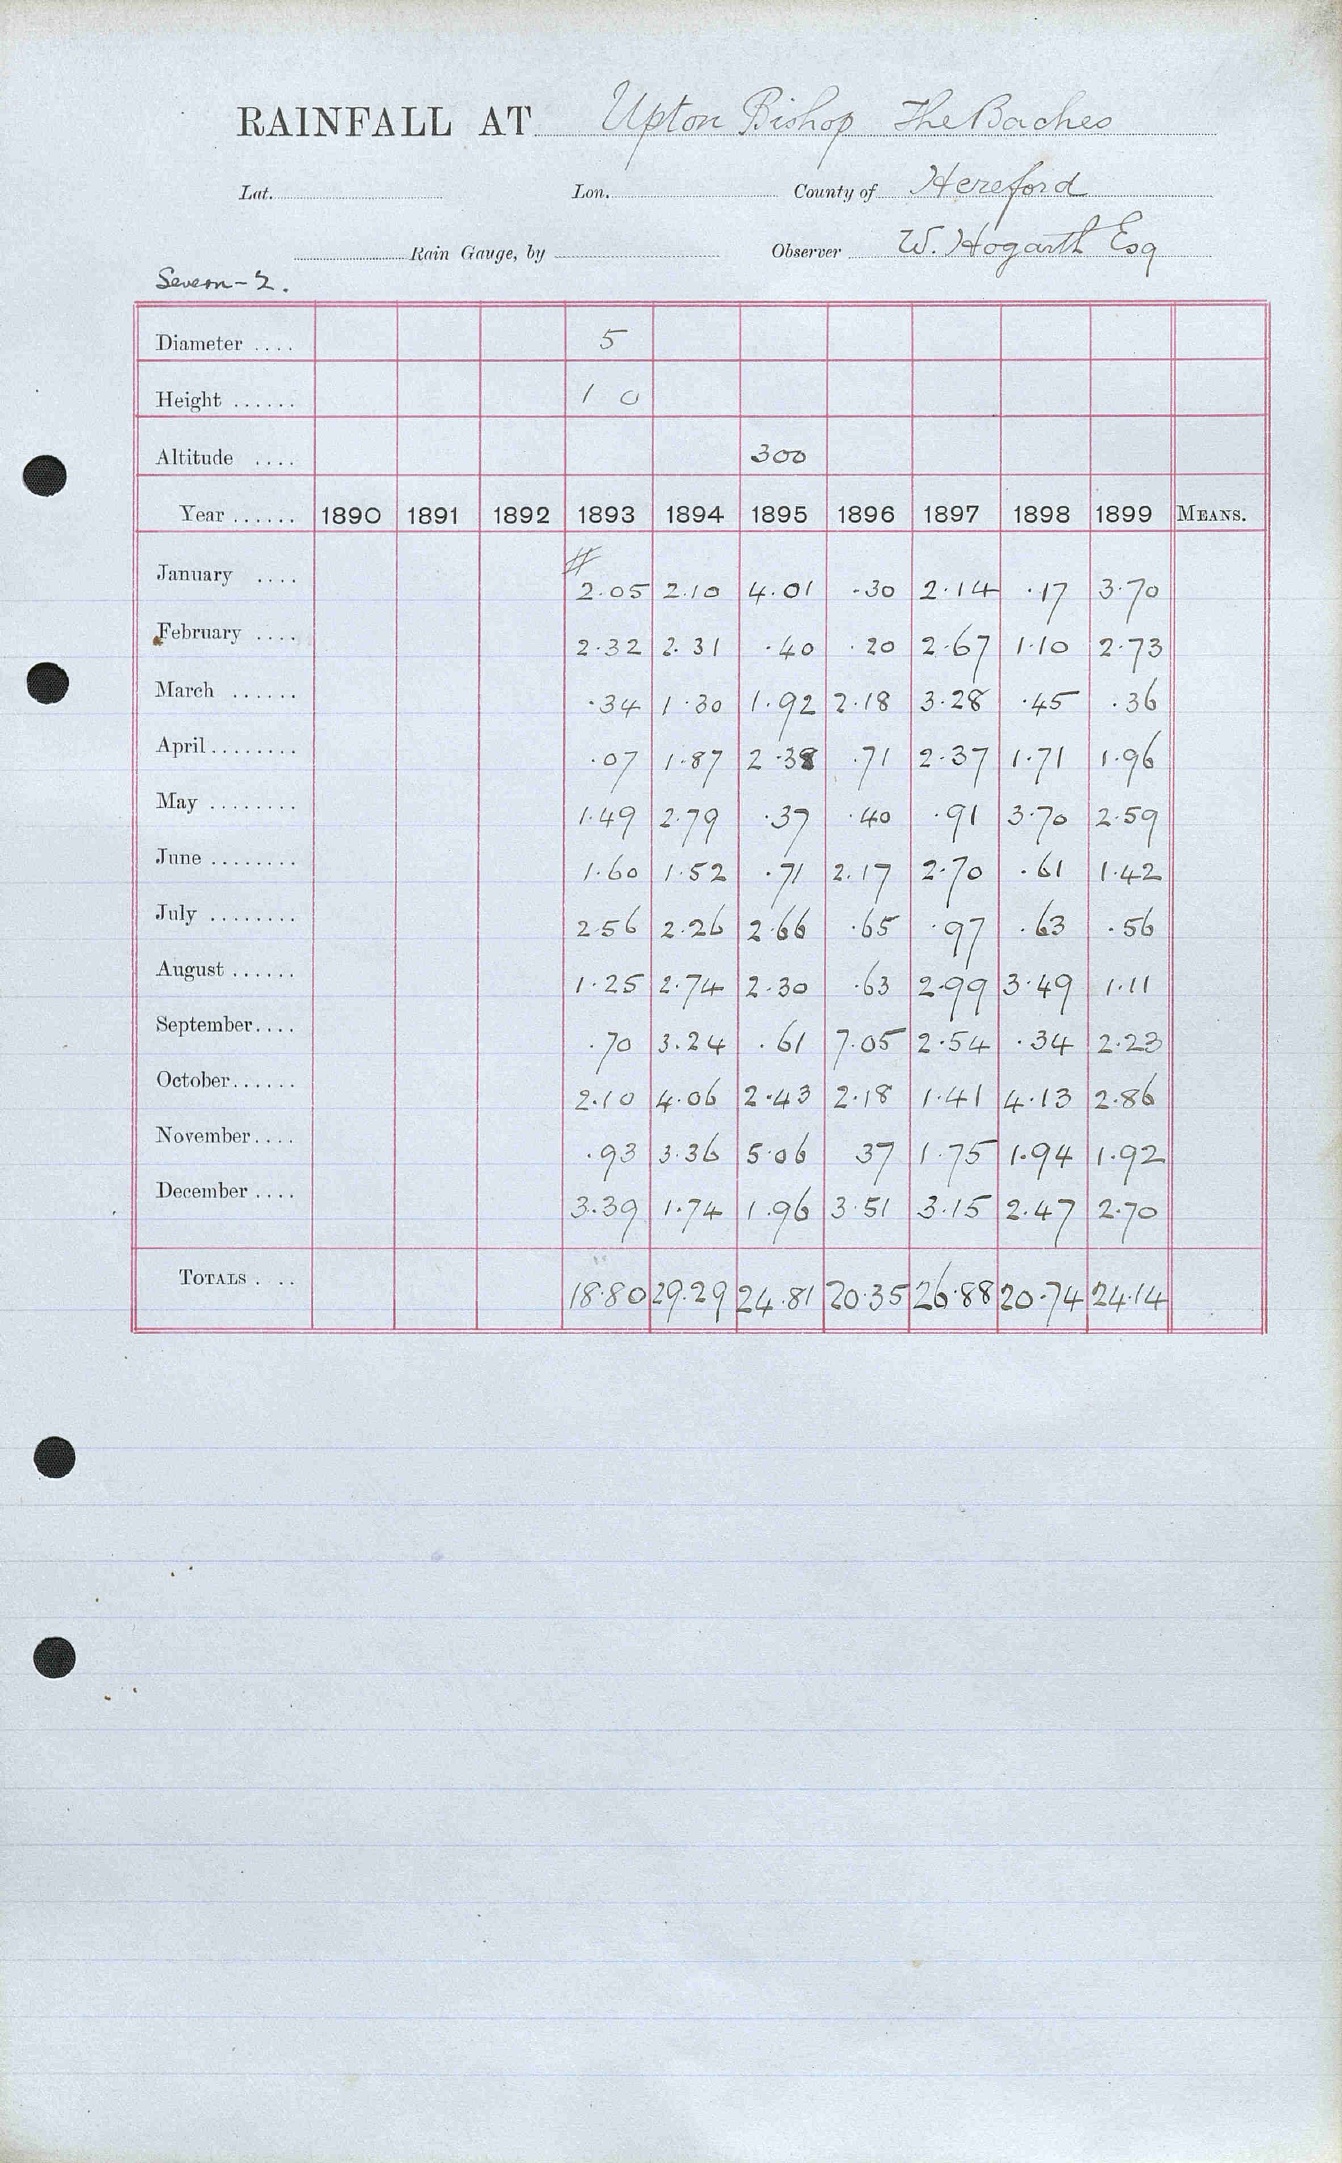 RAINFALL AT Upton Bishop The Baches
Lat. Lon. County of Hereford
Rain Gauge, by Observer W. Hogarth Esq
Severn-2.
Diameter .... 5
Height ...... 1 0
Altitude .... 300
Year ...... 1890 1891 1892 1893 1894 1895 1896 1897 1898 1899 MEANS.
#
January .... 2.05 2.10 4.01 .30 2.14 .17 3.70
February .... 2.32 2.31 .40 .20 2.67 1.10 2.73
March ...... .34 1.30 1.92 2.18 3.28 .45 .36
April........ .07 1.87 2.38 .71 2.37 1.71 1.96
May ........ 1.49 2.79 .37 .40 .91 3.70 2.59
June ........ 1.60 1.52 .71 2.17 2.70 .61 1.42
July ........ 2.56 2.26 2.66 .65 .97 .63 .56
August ...... 1.25 2.74 2.30 .63 2.99 3.49 1.11
September.... .70 3.24 .61 7.05 2.54 .34 2.23
October...... 2.10 4.06 2.43 2.18 1.41 4.13 2.86
November.... .93 3.36 5.06 37 1.75 1.94 1.92
December .... 3.39 1.74 1.96 3.51 3.15 2.47 2.70
TOTALS . .. 18.80 29.29 24.81 20.35 26.88 20.74 24.14